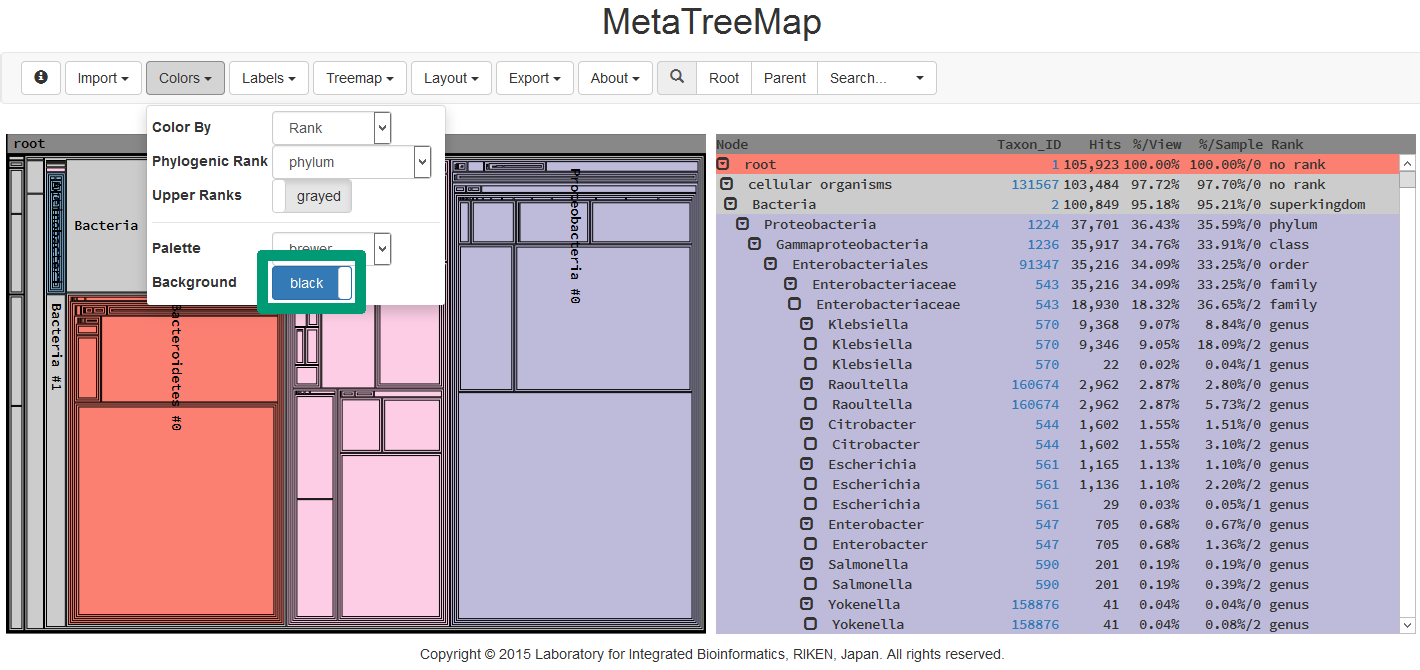 MetaTreeMap
Import Colors Labels Treemap Layout Export About Root Parent Search...
Color By Rank
Phylogenic Rank phylum
Upper Ranks grayed
Palette brewer
Background black
root
Bacteria
Bacteria #1
Bacteroidetes #0
Proteobacteria #0
Node Taxon_ID Hits %/View %/Sample Rank
root 1 105,923 100.00% 100.00%/0 no rank
cellular organisms 131567 103,484 97.72% 97.70%/0 no rank
Bacteria 2 100,849 95.18% 95.21%/0 superkingdom
Proteobacteria 1224 37,701 36.43% 35.59%/0 phylum
Gammaproteobacteria 1236 35,917 34.76% 33.91%/0 class
Enterobacteriales 91347 35,216 34.09% 33.25%/0 order
Enterobacteriaceae 543 35,216 34.09% 33.25%/0 family
Enterobacteriaceae 543 18,930 18.32% 36.65%/2 family
Klebsiella 570 9,368 9.07% 8.84%/0 genus
Klebsiella 570 9,346 9.05% 18.09%/2 genus
Klebsiella 570 22 0.02% 0.04%/1 genus
Raoultella 160674 2,962 2.87% 2.80%/0 genus
Raoultella 160674 2,962 2.87% 5.73%/2 genus
Citrobacter 544 1,602 1.55% 1.51%/0 genus
Citrobacter 544 1,602 1.55% 3.10%/2 genus
Escherichia 561 1,165 1.13% 1.10%/0 genus
Escherichia 561 1,136 1.10% 2.20%/2 genus
Escherichia 561 29 0.03% 0.05%/1 genus
Enterobacter 547 705 0.68% 0.67%/0 genus
Enterobacter 547 705 0.68% 1.36%/2 genus
Salmonella 590 201 0.19% 0.19%/0 genus
Salmonella 590 201 0.19% 0.39%/2 genus
Yokenella 158876 41 0.04% 0.04%/0 genus
Yokenella 158876 41 0.04% 0.08%/2 genus
Copyright © 2015 Laboratory for Integrated Bioinformatics, RIKEN, Japan. All rights reserved.